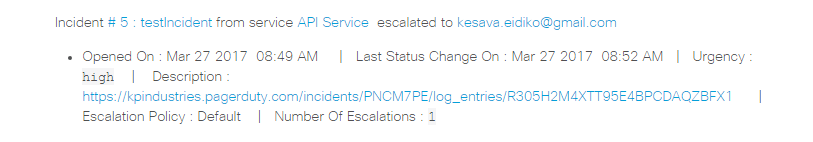 Incident # 5 : testIncident from service API Service escalated to kesava.eidiko@gmail.com
• Opened On : Mar 27 2017 08:49 AM | Last Status Change On : Mar 27 2017 08:52 AM | Urgency :
high | Description :
https://kpindustries.pagerduty.com/incidents/PNCM7PE/log_entries/R305H2M4XTT95E4BPCDAQZBFX1 |
Escalation Policy : Default | Number Of Escalations : 1